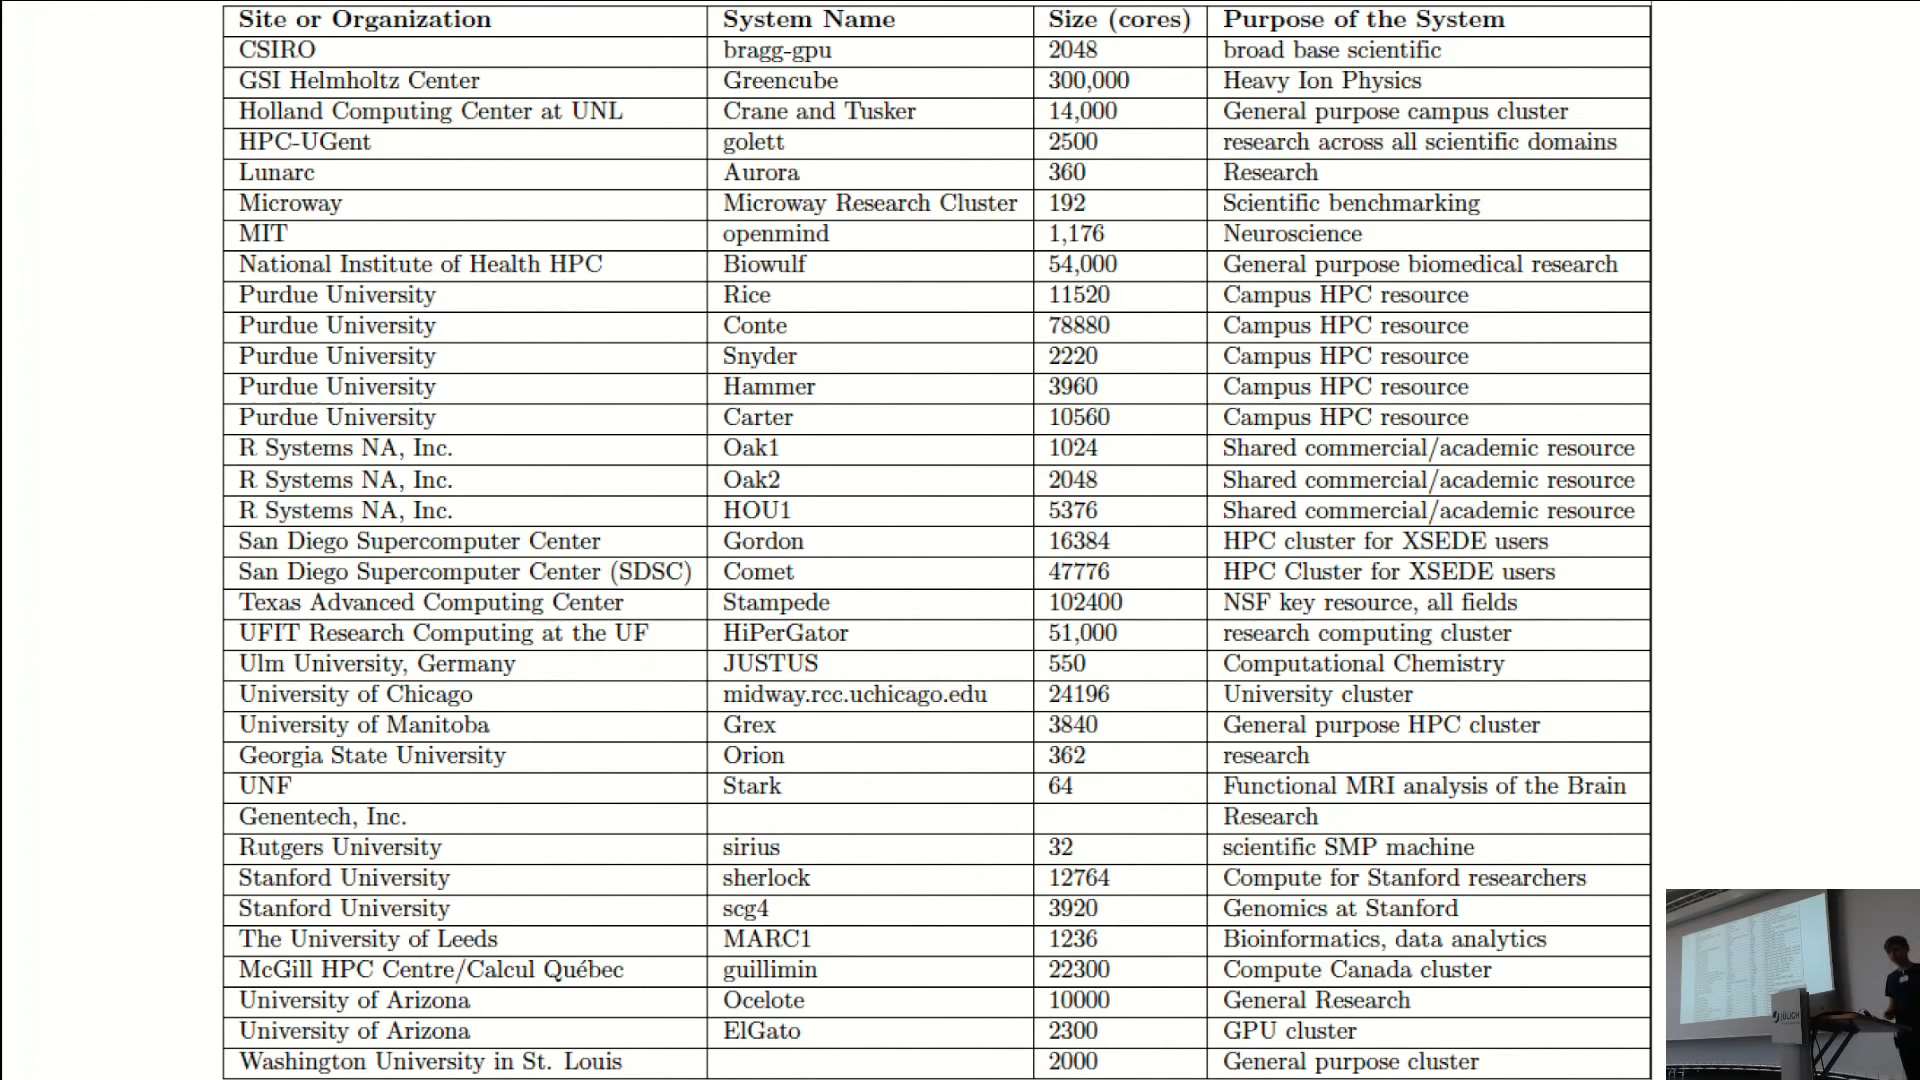 Site or Organization System Name Size (cores) Purpose of the System
CSIRO bragg-gpu 2048 broad base scientific
GSI Helmholtz Center Greencube 300,000 Heavy Ion Physics
Holland Computing Center at UNL Crane and Tusker 14,000 General purpose campus cluster
HPC-UGent golett 2500 research across all scientific domains
Lunarc Aurora 360 Research
Microway Microway Research Cluster 192 Scientific benchmarking
MIT openmind 1,176 Neuroscience
National Institute of Health HPC Biowulf 54,000 General purpose biomedical research
Purdue University Rice 11520 Campus HPC resource
Purdue University Conte 78880 Campus HPC resource
Purdue University Snyder 2220 Campus HPC resource
Purdue University Hammer 3960 Campus HPC resource
Purdue University Carter 10560 Campus HPC resource
R Systems NA, Inc. Oak1 1024 Shared commercial/academic resource
R Systems NA, Inc. Oak2 2048 Shared commercial/academic resource
R Systems NA, Inc. HOU1 5376 Shared commercial/academic resource
San Diego Supercomputer Center Gordon 16384 HPC cluster for XSEDE users
San Diego Supercomputer Center (SDSC) Comet 47776 HPC Cluster for XSEDE users
Texas Advanced Computing Center Stampede 102400 NSF key resource, all fields
UFIT Research Computing at the UF HiPerGator 51,000 research computing cluster
Ulm University, Germany JUSTUS 550 Computational Chemistry
University of Chicago midway.rcc.uchicago.edu 24196 University cluster
University of Manitoba Grex 3840 General purpose HPC cluster
Georgia State University Orion 362 research
UNF Stark 64 Functional MRI analysis of the Brain
Genentech, Inc. Research
Rutgers University sirius 32 scientific SMP machine
Stanford University sherlock 12764 Compute for Stanford researchers
Stanford University scg4 3920 Genomics at Stanford
The University of Leeds MARC1 1236 Bioinformatics, data analytics
McGill HPC Centre/Calcul Québec guillimin 22300 Compute Canada cluster
University of Arizona Ocelote 10000 General Research
University of Arizona ElGato 2300 GPU cluster
Washington University in St. Louis 2000 General purpose cluster
JÜLICH